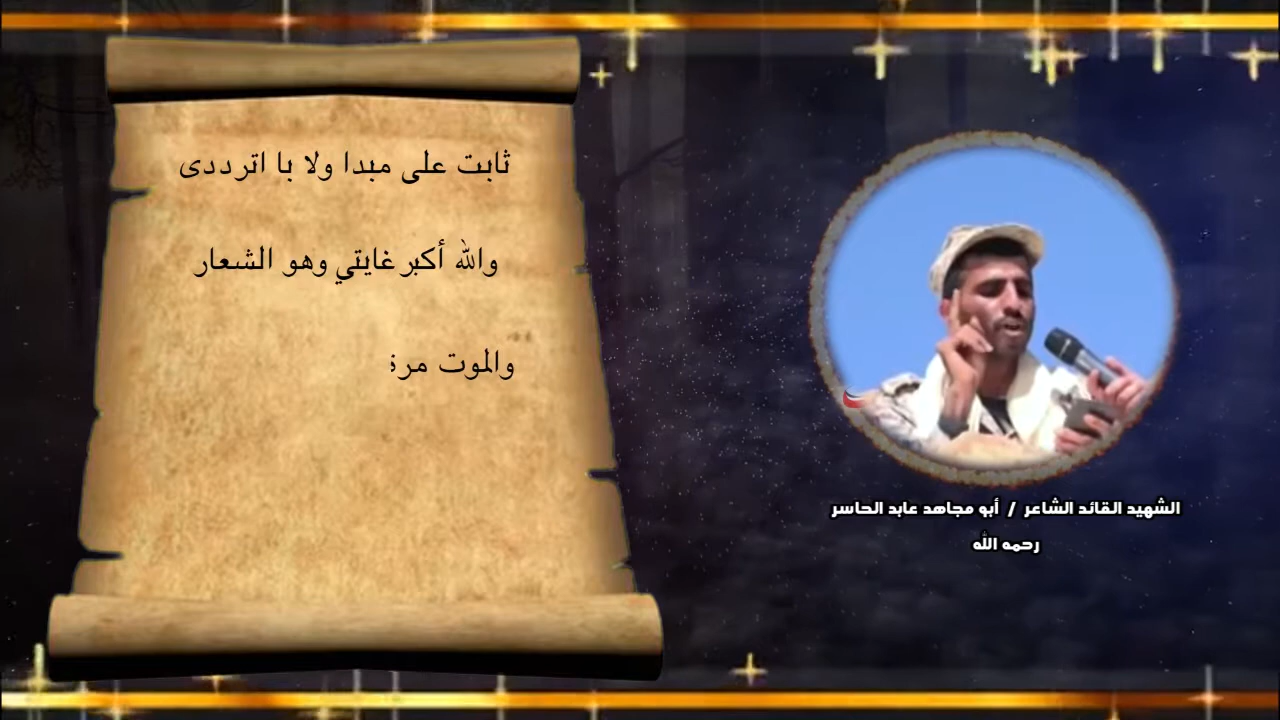 ثابت على مبدا ولا با اترددى
والله أكبر غايتي وهو الشعار
والموت مرة
الشهيد القائد الشاعر / أبو مجاهد عابد الحاسر
رحمه الله